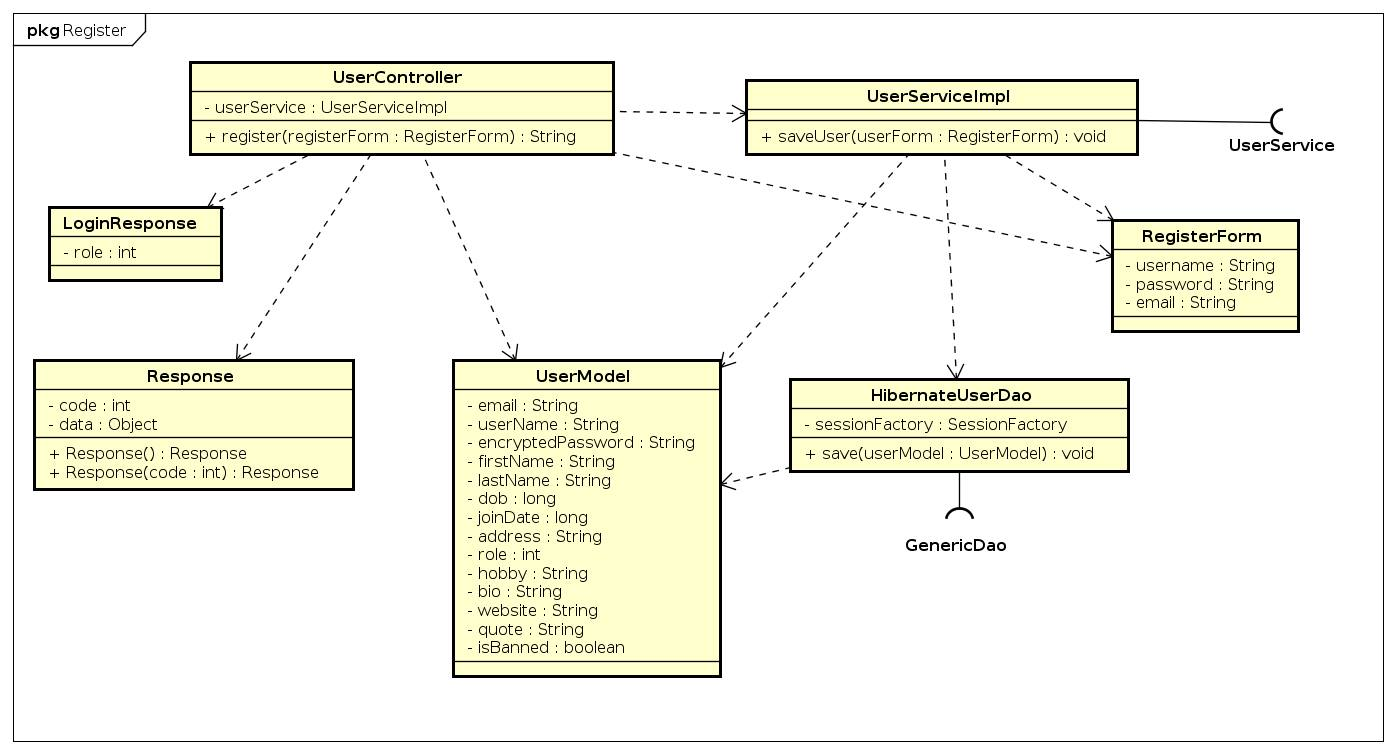 pkg Register
UserController
- userService : UserServiceImpl
+ register(registerForm : RegisterForm) : String
UserServiceImpl
+ saveUser(userForm : RegisterForm) : void
UserService
LoginResponse
- role : int
RegisterForm
- username : String
- password : String
- email : String
Response
- code : int
- data : Object
+ Response() : Response
+ Response(code : int) : Response
UserModel
- email : String
- userName : String
- encryptedPassword : String
- firstName : String
- lastName : String
- dob : long
- joinDate : long
- address : String
- role : int
- hobby : String
- bio : String
- website : String
- quote : String
- isBanned : boolean
HibernateUserDao
- sessionFactory : SessionFactory
+ save(userModel : UserModel) : void
GenericDao